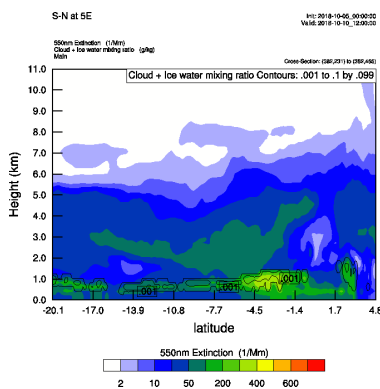 S-N at 5E
Init: 2018-10-05_00:00:00
Valid: 2018-10-10_12:00:00
550nm Extinction (1/Mm)
Cloud + Ice water mixing ratio (g/kg)
Main
Cross-Section: (382,231) to (382,455)
Cloud + Ice water mixing ratio Contours: .001 to .1 by .099
11.0
10.0
9.0
8.0
7.0
6.0
5.0
4.0
3.0
2.0
1.0
0.0
Height (km)
.001 .001 .001
-20.1 -17.0 -13.9 -10.8 -7.7 -4.5 -1.4 1.7 4.8
latitude
550nm Extinction (1/Mm)
2 10 50 200 400 600